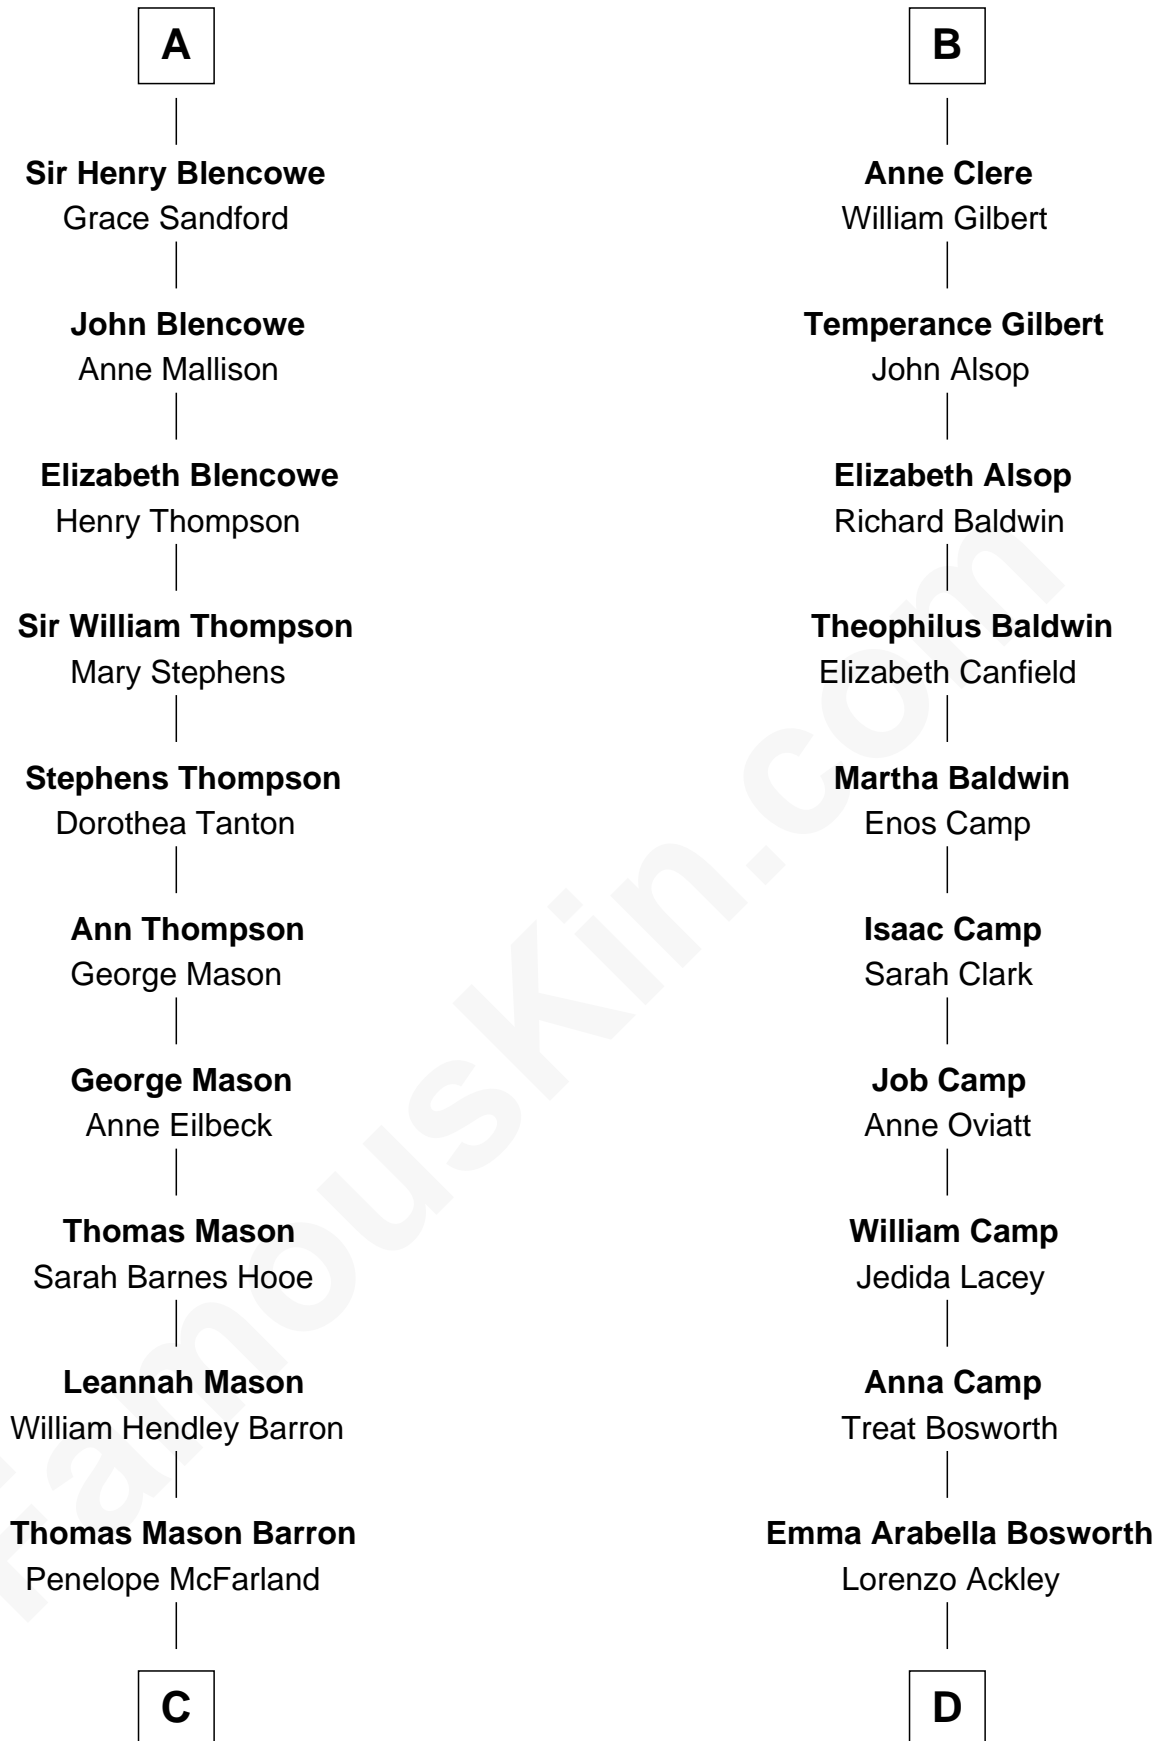 A
Sir Henry Blencowe
Grace Sandford
John Blencowe
Anne Mallison
Elizabeth Blencowe
Henry Thompson
Sir William Thompson
Mary Stephens
Stephens Thompson
Dorothea Tanton
Ann Thompson
George Mason
George Mason
Anne Eilbeck
Thomas Mason
Sarah Barnes Hooe
Leannah Mason
William Hendley Barron
Thomas Mason Barron
Penelope McFarland
C
B
Anne Clere
William Gilbert
Temperance Gilbert
John Alsop
Elizabeth Alsop
Richard Baldwin
Theophilus Baldwin
Elizabeth Canfield
Martha Baldwin
Enos Camp
Isaac Camp
Sarah Clark
Job Camp
Anne Oviatt
William Camp
Jedida Lacey
Anna Camp
Treat Bosworth
Emma Arabella Bosworth
Lorenzo Ackley
D
FamousKin.com